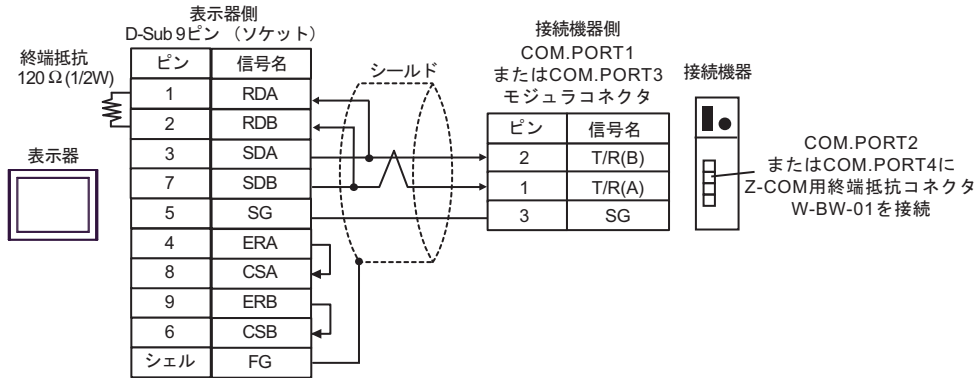 表示器側
D-Sub 9ピン （ソケット）
終端抵抗
120 Ω (1/2W)
ピン 信号名
1 RDA
2 RDB
3 SDA
7 SDB
5 SG
4 ERA
8 CSA
9 ERB
6 CSB
シェル FG
表示器
シールド
接続機器側
COM.PORT1
またはCOM.PORT3
モジュラコネクタ
ピン 信号名
2 T/R(B)
1 T/R(A)
3 SG
接続機器
COM.PORT2
またはCOM.PORT4に
Z-COM用終端抵抗コネクタ
W-BW-01を接続